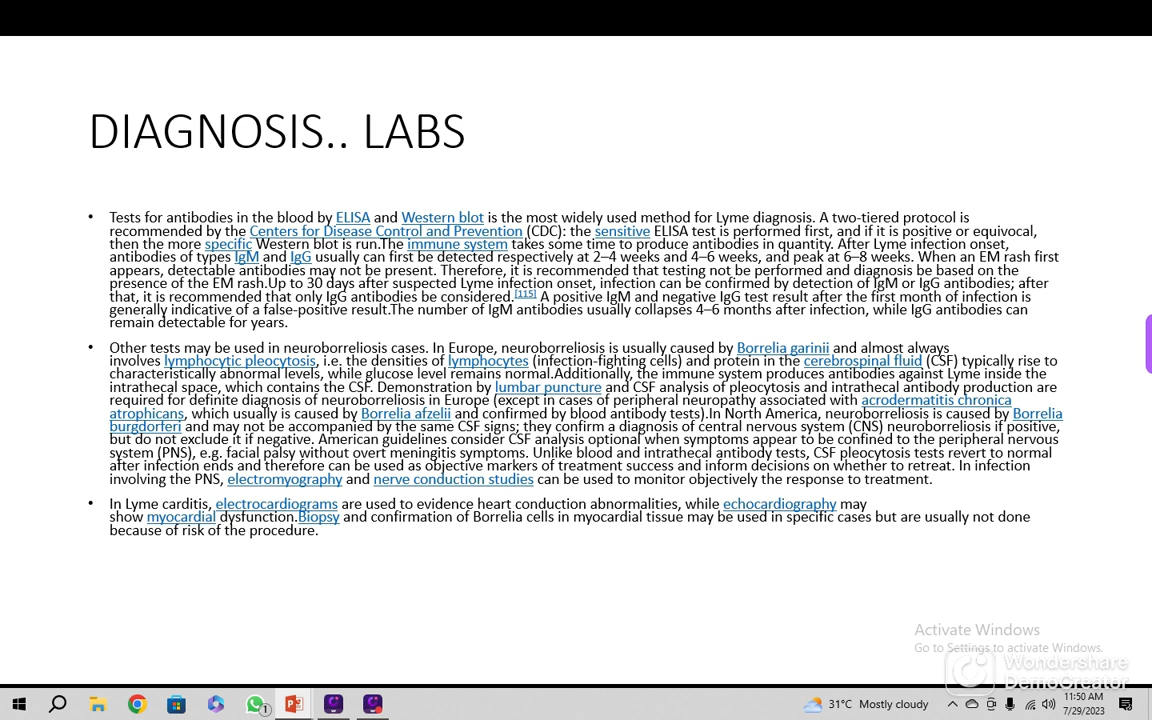 DIAGNOSIS.. LABS
• Tests for antibodies in the blood by ELISA and Western blot is the most widely used method for Lyme diagnosis. A two-tiered protocol is
recommended by the Centers for Disease Control and Prevention (CDC): the sensitive ELISA test is performed first, and if it is positive or equivocal,
then the more specific Western blot is run.The immune system takes some time to produce antibodies in quantity. After Lyme infection onset,
antibodies of types IgM and IgG usually can first be detected respectively at 2–4 weeks and 4–6 weeks, and peak at 6–8 weeks. When an EM rash first
appears, detectable antibodies may not be present. Therefore, it is recommended that testing not be performed and diagnosis be based on the
presence of the EM rash.Up to 30 days after suspected Lyme infection onset, infection can be confirmed by detection of IgM or IgG antibodies; after
that, it is recommended that only IgG antibodies be considered.[115] A positive IgM and negative IgG test result after the first month of infection is
generally indicative of a false-positive result.The number of IgM antibodies usually collapses 4–6 months after infection, while IgG antibodies can
remain detectable for years.
• Other tests may be used in neuroborreliosis cases. In Europe, neuroborreliosis is usually caused by Borrelia garinii and almost always
involves lymphocytic pleocytosis, i.e. the densities of lymphocytes (infection-fighting cells) and protein in the cerebrospinal fluid (CSF) typically rise to
characteristically abnormal levels, while glucose level remains normal.Additionally, the immune system produces antibodies against Lyme inside the
intrathecal space, which contains the CSF. Demonstration by lumbar puncture and CSF analysis of pleocytosis and intrathecal antibody production are
required for definite diagnosis of neuroborreliosis in Europe (except in cases of peripheral neuropathy associated with acrodermatitis chronica
atrophicans, which usually is caused by Borrelia afzelii and confirmed by blood antibody tests).In North America, neuroborreliosis is caused by Borrelia
burgdorferi and may not be accompanied by the same CSF signs; they confirm a diagnosis of central nervous system (CNS) neuroborreliosis if positive,
but do not exclude it if negative. American guidelines consider CSF analysis optional when symptoms appear to be confined to the peripheral nervous
system (PNS), e.g. facial palsy without overt meningitis symptoms. Unlike blood and intrathecal antibody tests, CSF pleocytosis tests revert to normal
after infection ends and therefore can be used as objective markers of treatment success and inform decisions on whether to retreat. In infection
involving the PNS, electromyography and nerve conduction studies can be used to monitor objectively the response to treatment.
• In Lyme carditis, electrocardiograms are used to evidence heart conduction abnormalities, while echocardiography may
show myocardial dysfunction.Biopsy and confirmation of Borrelia cells in myocardial tissue may be used in specific cases but are usually not done
because of risk of the procedure.
Activate Windows
Go to Settings to activate Windows.
Wondershare
DemoCreator
1
31°C Mostly cloudy
11:50 AM
7/29/2023